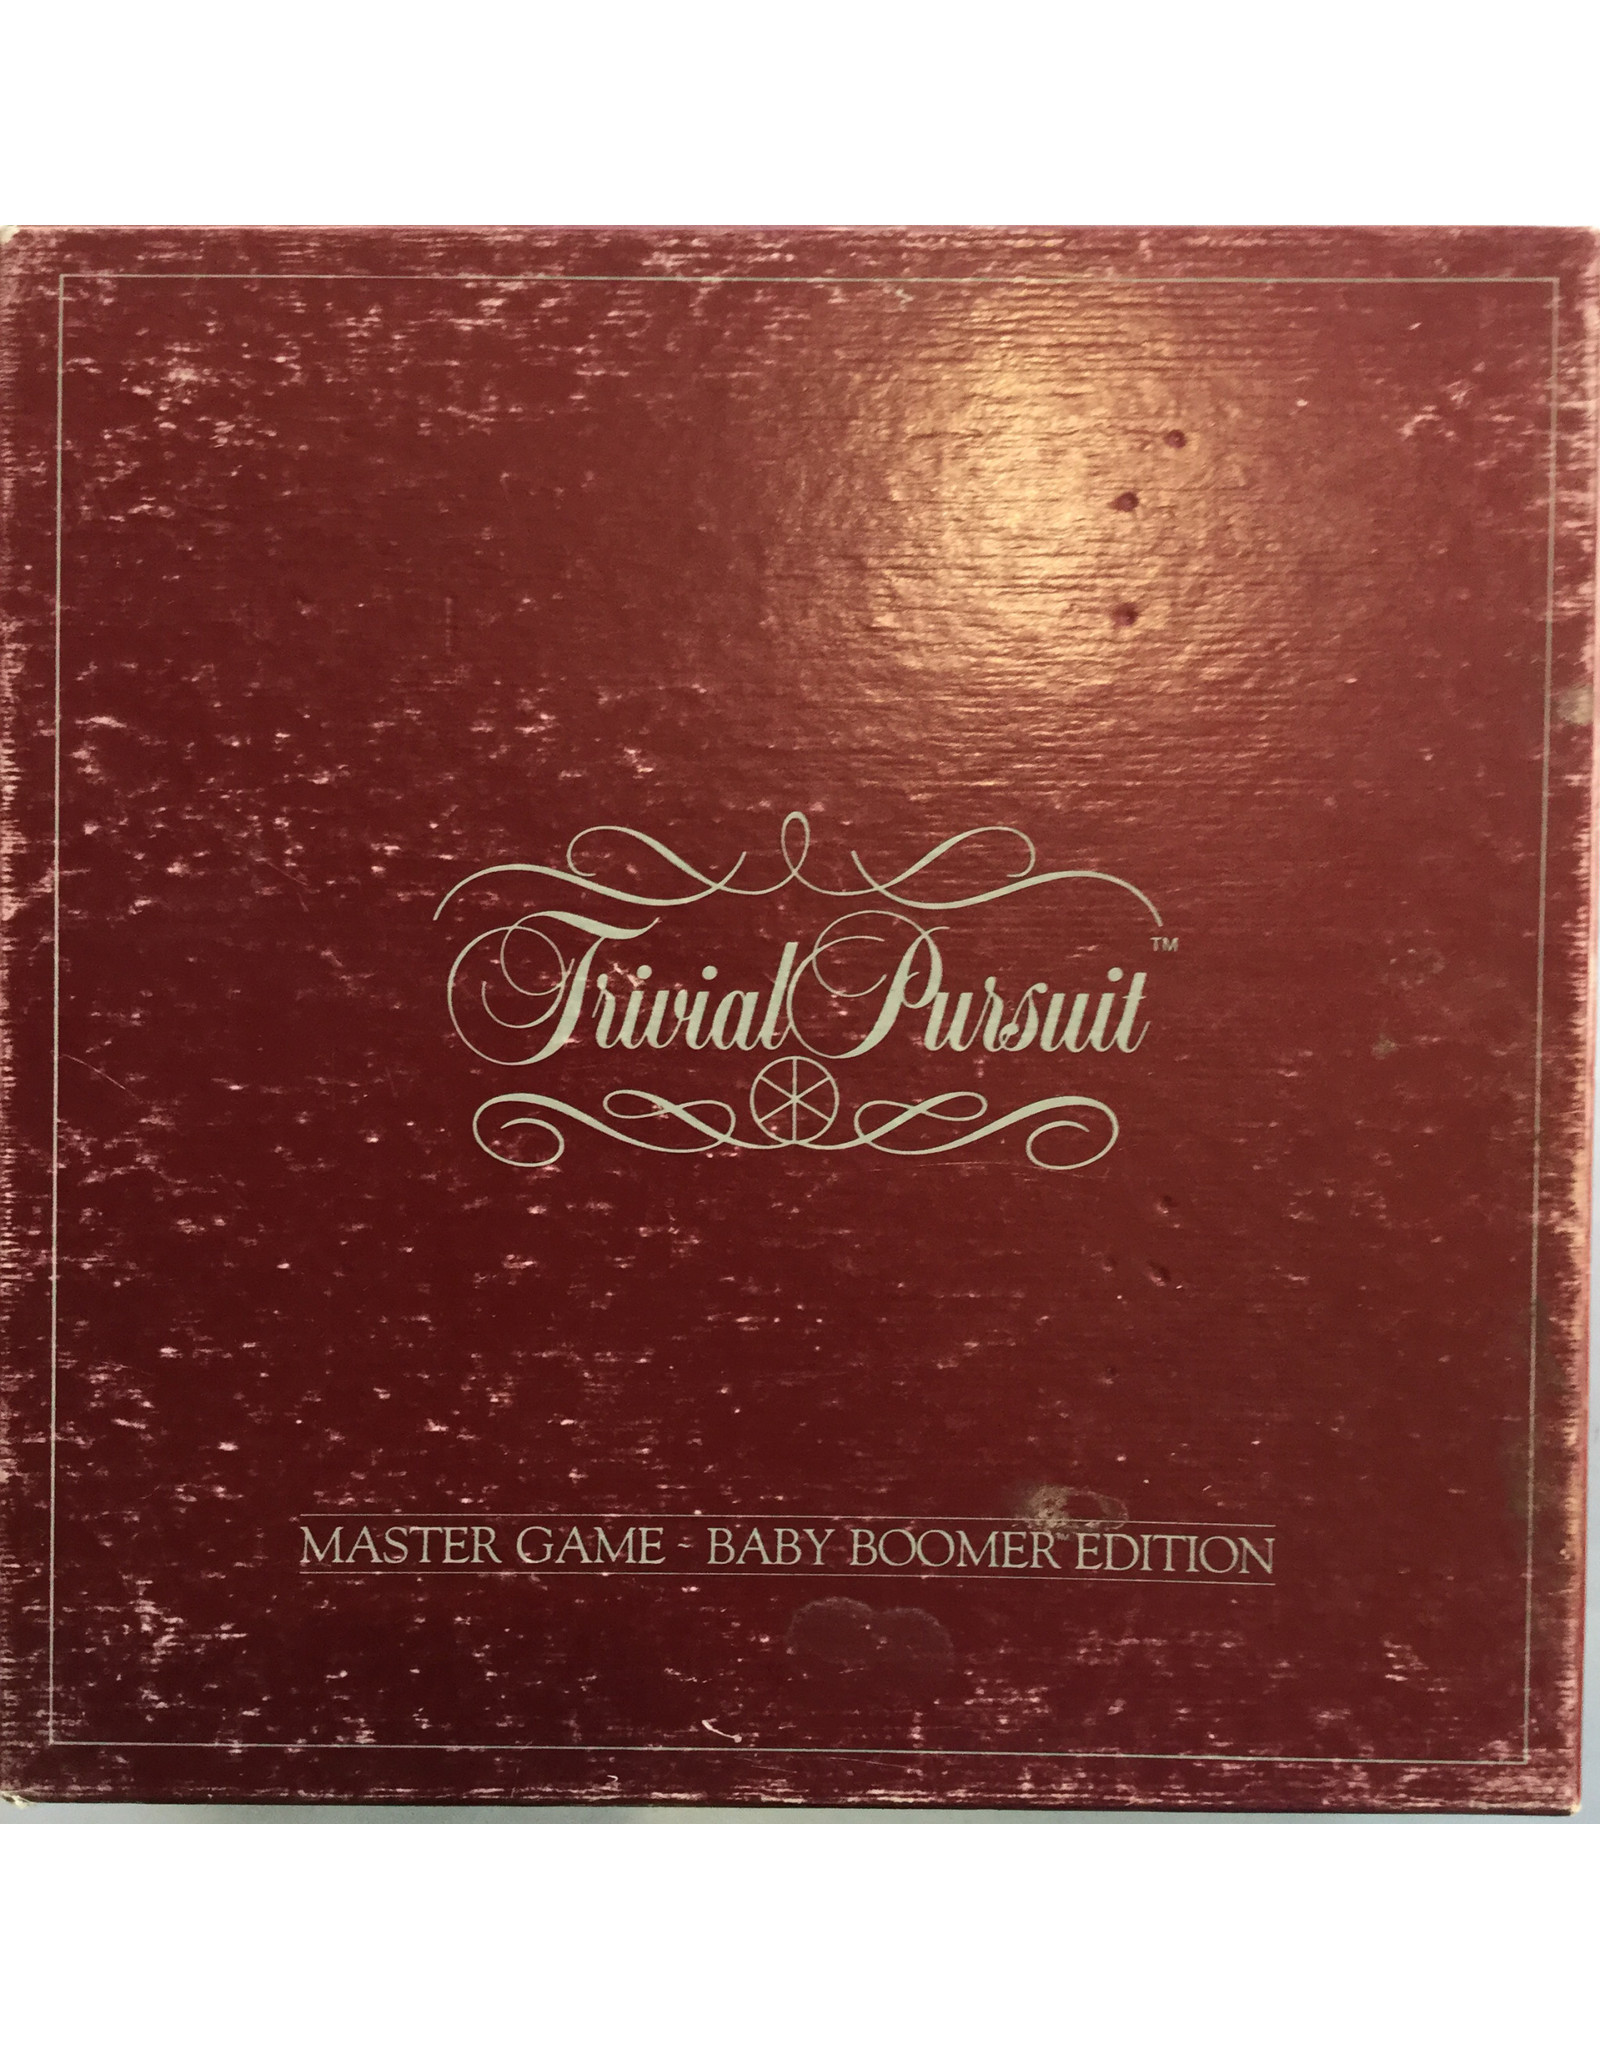 Trivial Pursuit™
MASTER GAME - BABY BOOMER™ EDITION